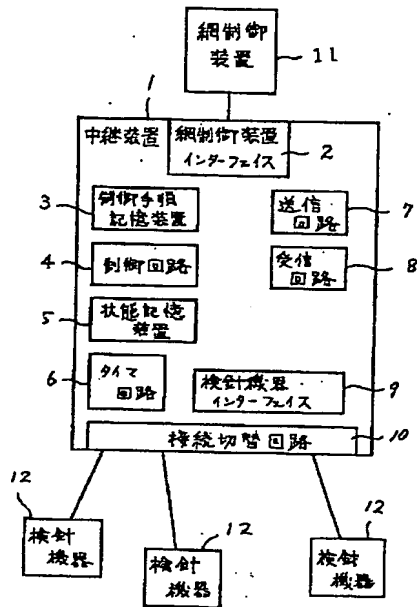 網制御
装置
11
1
中継装置
網制御装置
インターフェイス
2
3
制御手順
記憶装置
送信
回路
7
4
制御回路
受信
回路
8
5
状態記憶
装置
6
タイマ
回路
検針機器
インターフェイス
9
接続切替回路
10
12
検針
機器
12
検針
機器
12
検針
機器